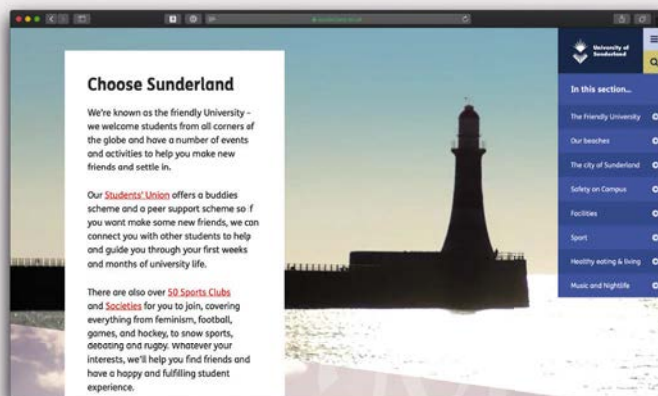 University of
Sunderland
Choose Sunderland
We're known as the friendly University -
we welcome students from all corners of
the globe and have a number of events
and activities to help you make new
friends and settle in.
Our Students' Union offers a buddies
scheme and a peer support scheme so if
you want make some new friends, we can
connect you with other students to help
and guide you through your first weeks
and months of university life.
There are also over 50 Sports Clubs
and Societies for you to join, covering
everything from feminism, football,
games, and hockey, to snow sports,
debating and rugby. Whatever your
interests, we'll help you find friends and
have a happy and fulfilling student
experience.
In this section...
The Friendly University
Our beaches
The city of Sunderland
Safety on Campus
Facilities
Sport
Healthy eating & living
Music and Nightlife